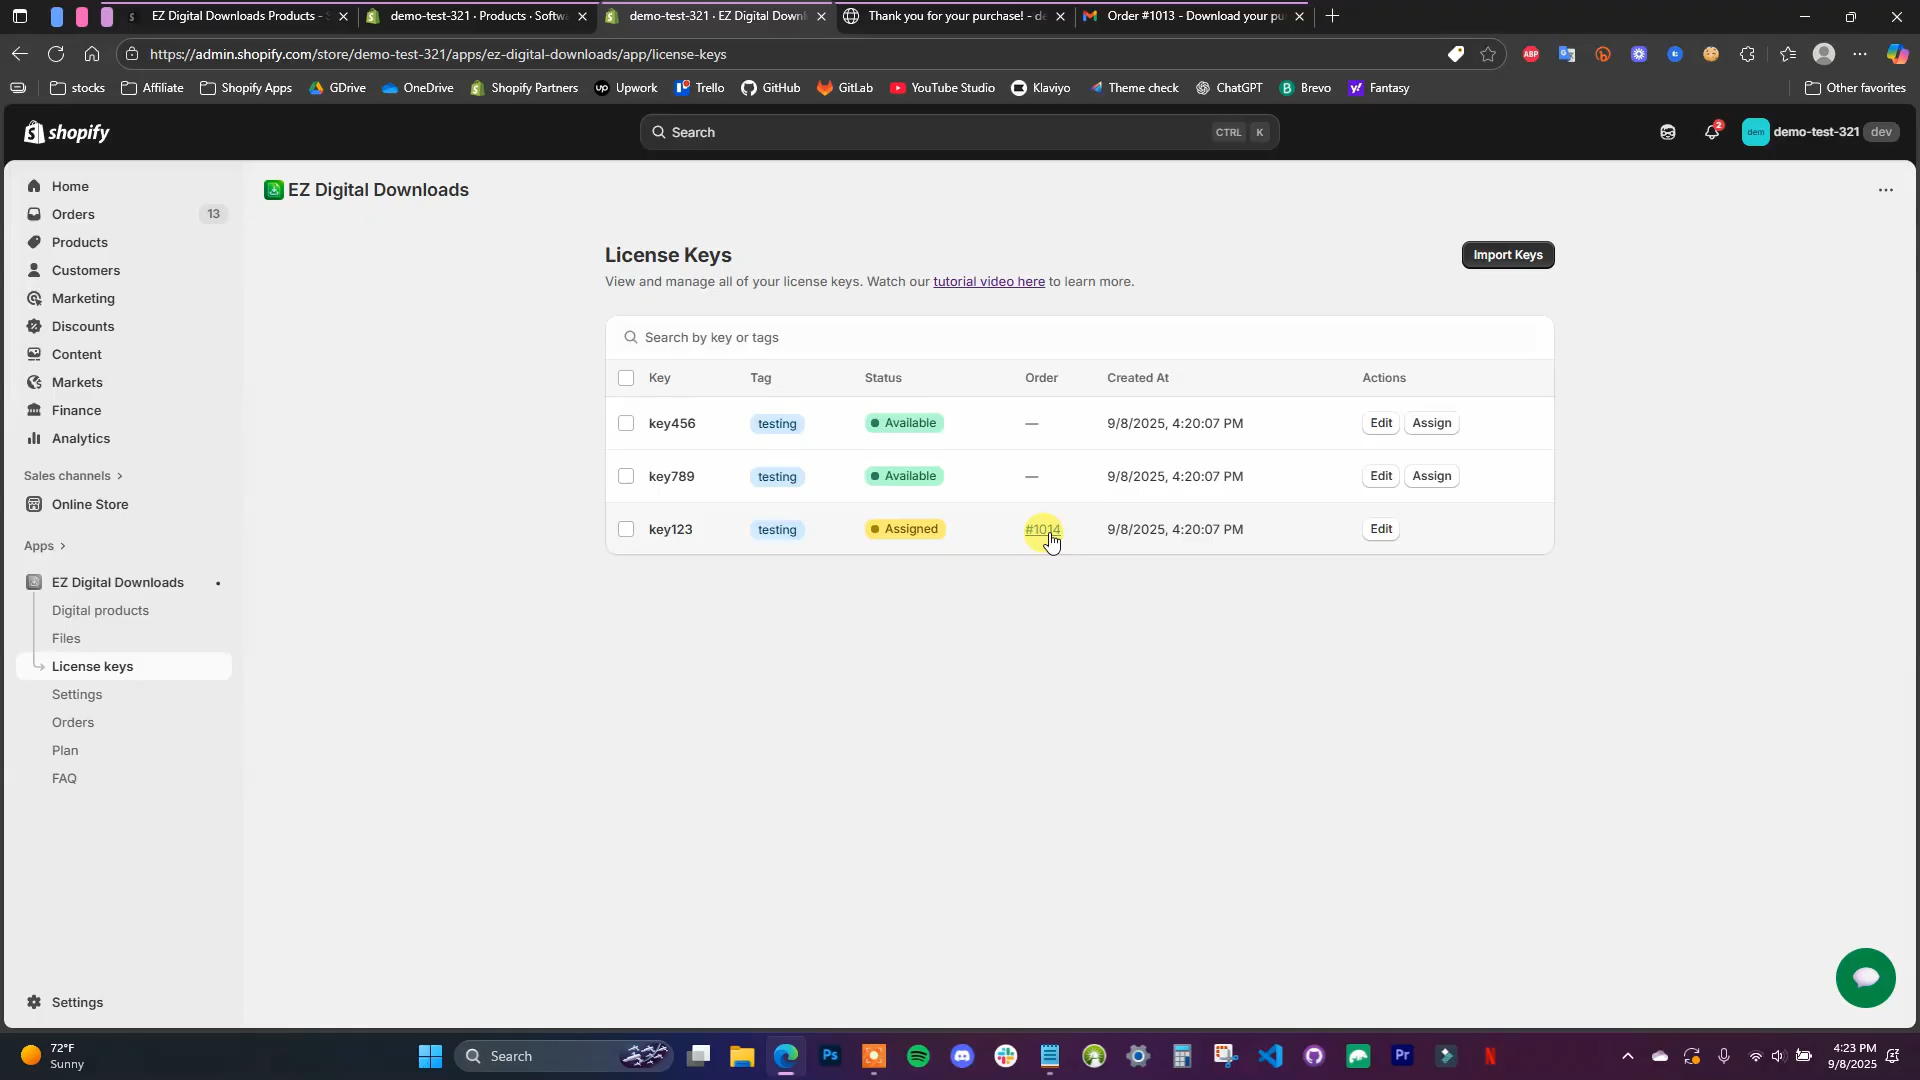 EZ Digital Downloads Products -
demo-test-321 · Products · Softwa
demo-test-321 · EZ Digital Down
Thank you for your purchase! - de
Order #1013 - Download your pu
https://admin.shopify.com/store/demo-test-321/apps/ez-digital-downloads/app/license-keys
stocks
Affiliate
Shopify Apps
GDrive
OneDrive
Shopify Partners
Upwork
Trello
GitHub
GitLab
YouTube Studio
Klaviyo
Theme check
ChatGPT
Brevo
Fantasy
Other favorites
shopify
Search
CTRL K
2
dem
demo-test-321
dev
Home
Orders 13
Products
Customers
Marketing
Discounts
Content
Markets
Finance
Analytics
Sales channels
Online Store
Apps
EZ Digital Downloads
Digital products
Files
License keys
Settings
Orders
Plan
FAQ
Settings
EZ Digital Downloads
License Keys
Import Keys
View and manage all of your license keys. Watch our tutorial video here to learn more.
Search by key or tags
Key Tag Status Order Created At Actions
key456 testing Available — 9/8/2025, 4:20:07 PM Edit Assign
key789 testing Available — 9/8/2025, 4:20:07 PM Edit Assign
key123 testing Assigned #1014 9/8/2025, 4:20:07 PM Edit
72°F
Sunny
Search
4:23 PM
9/8/2025